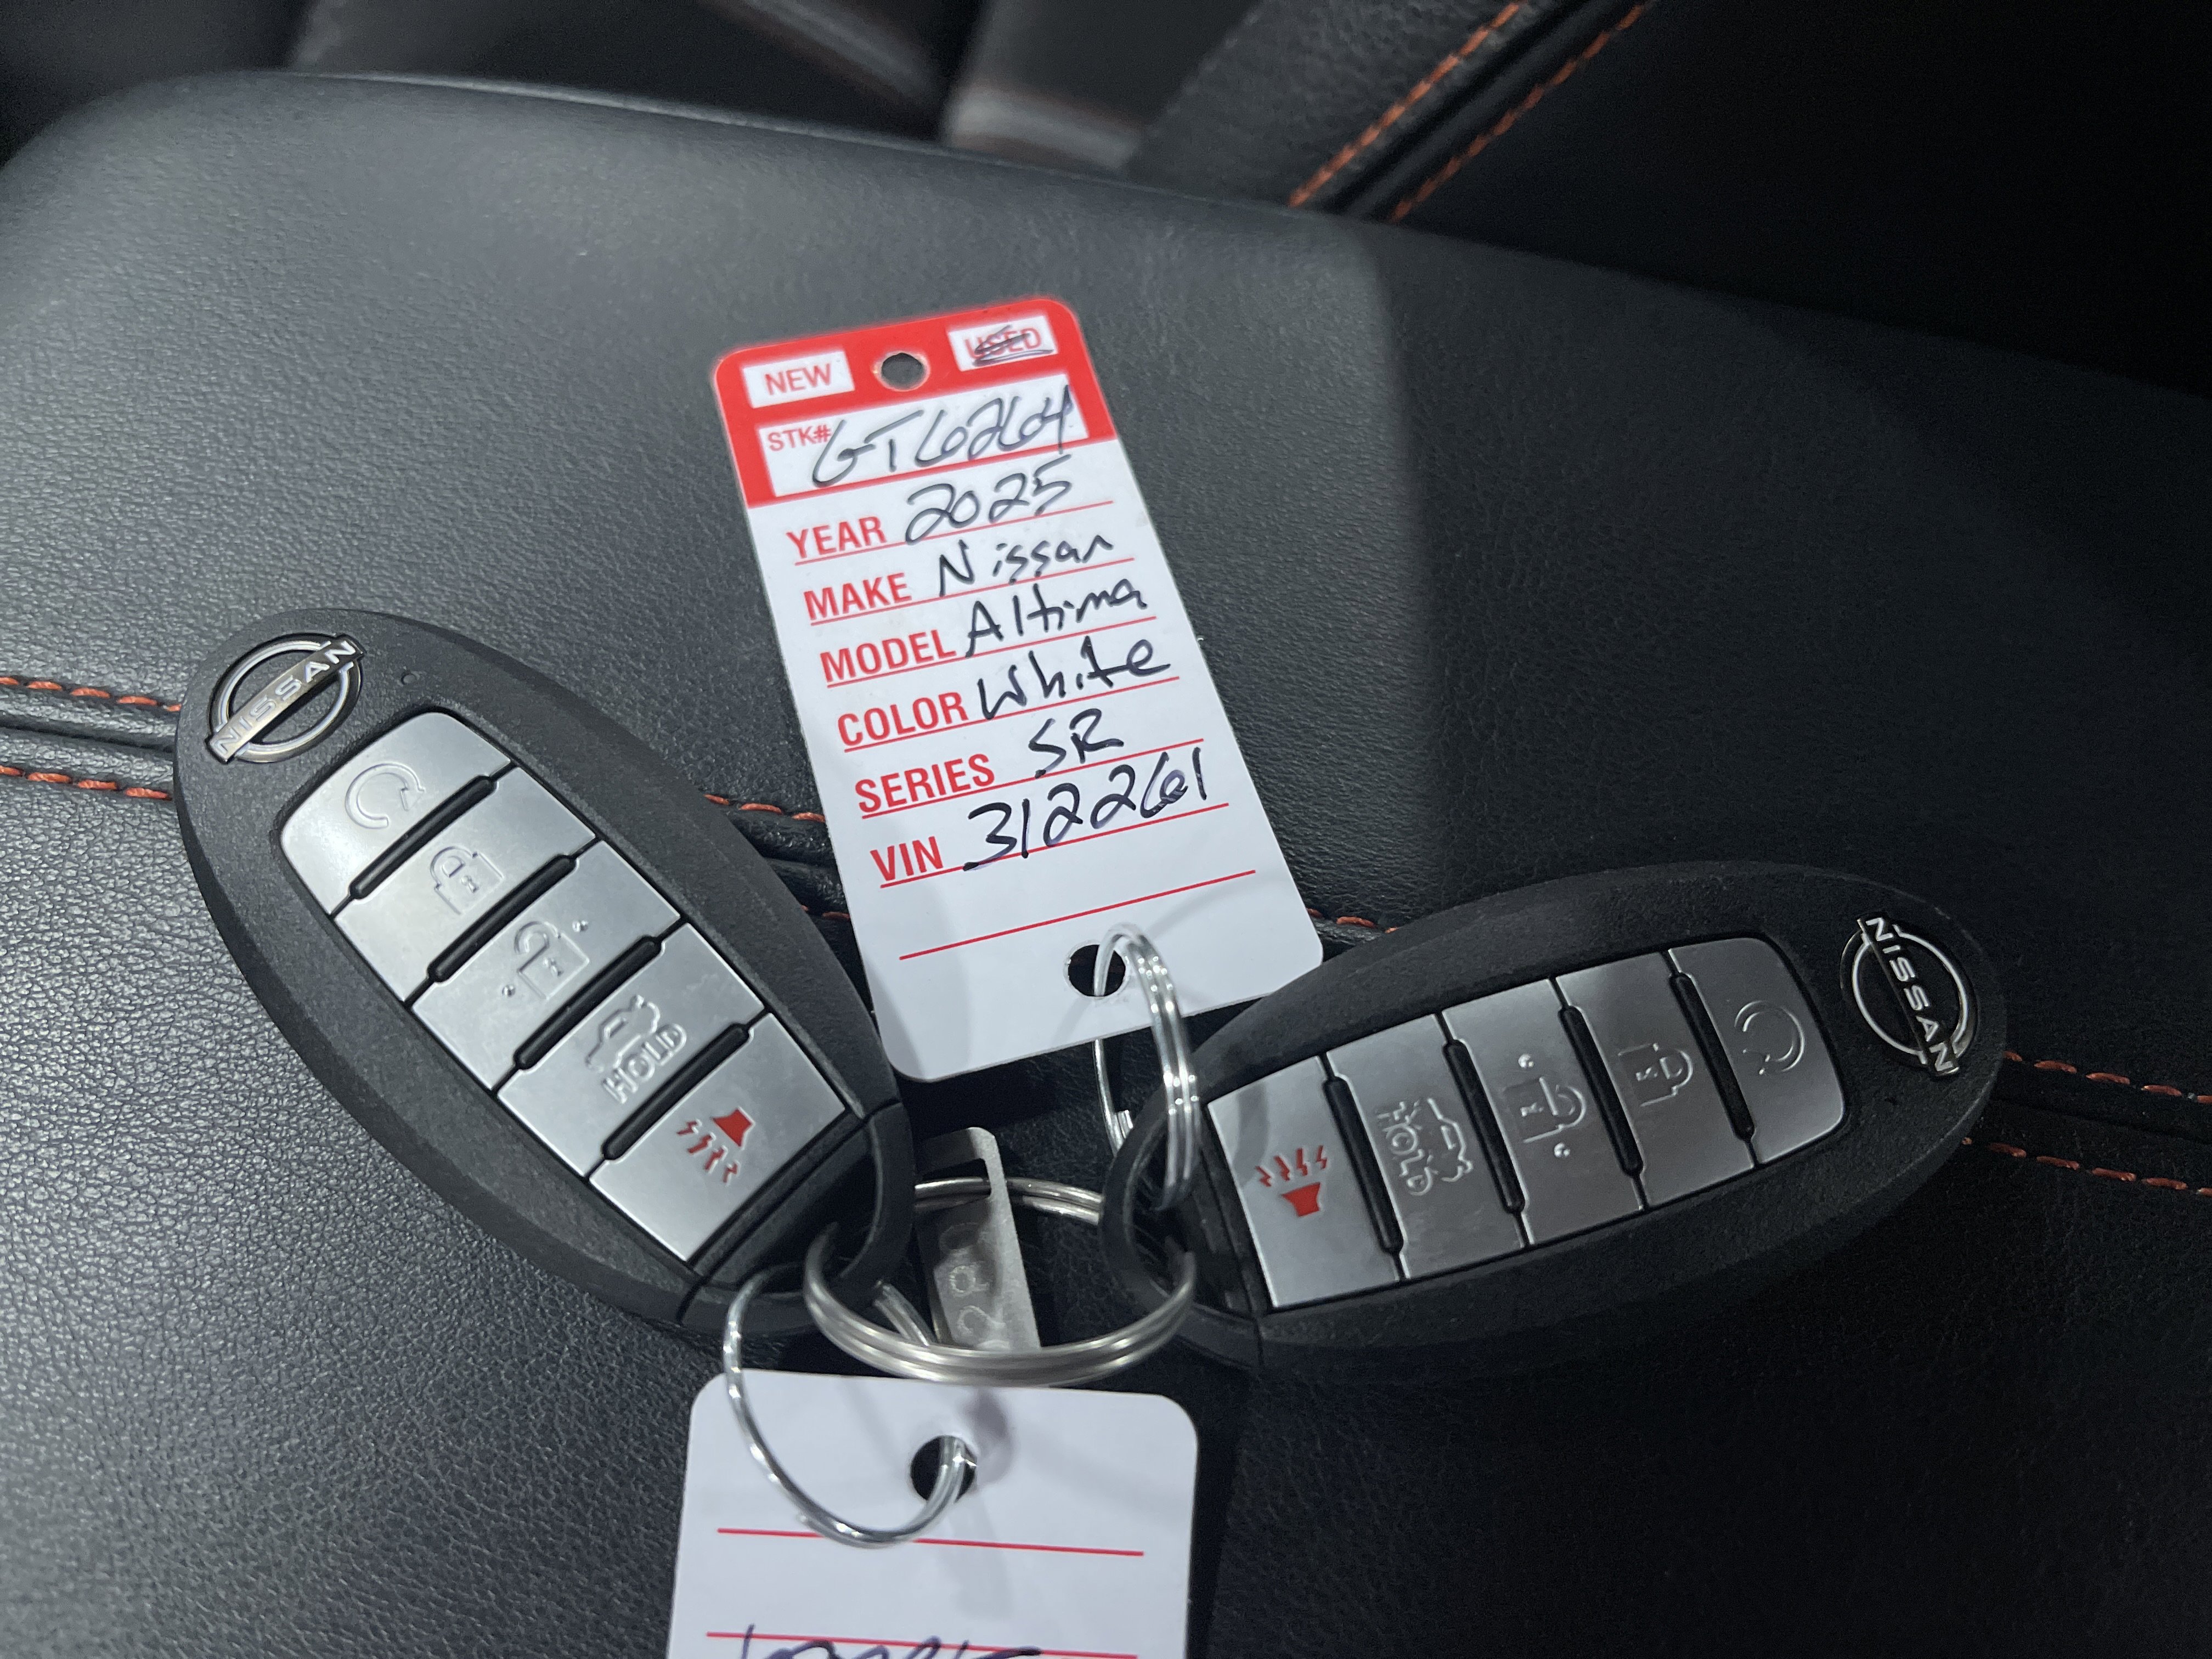 NEW USED
STK# GT6264
YEAR 2025
MAKE Nissan
MODEL Altima
COLOR White
SERIES SR
VIN 312261
NISSAN
HOLD
NISSAN
HOLD